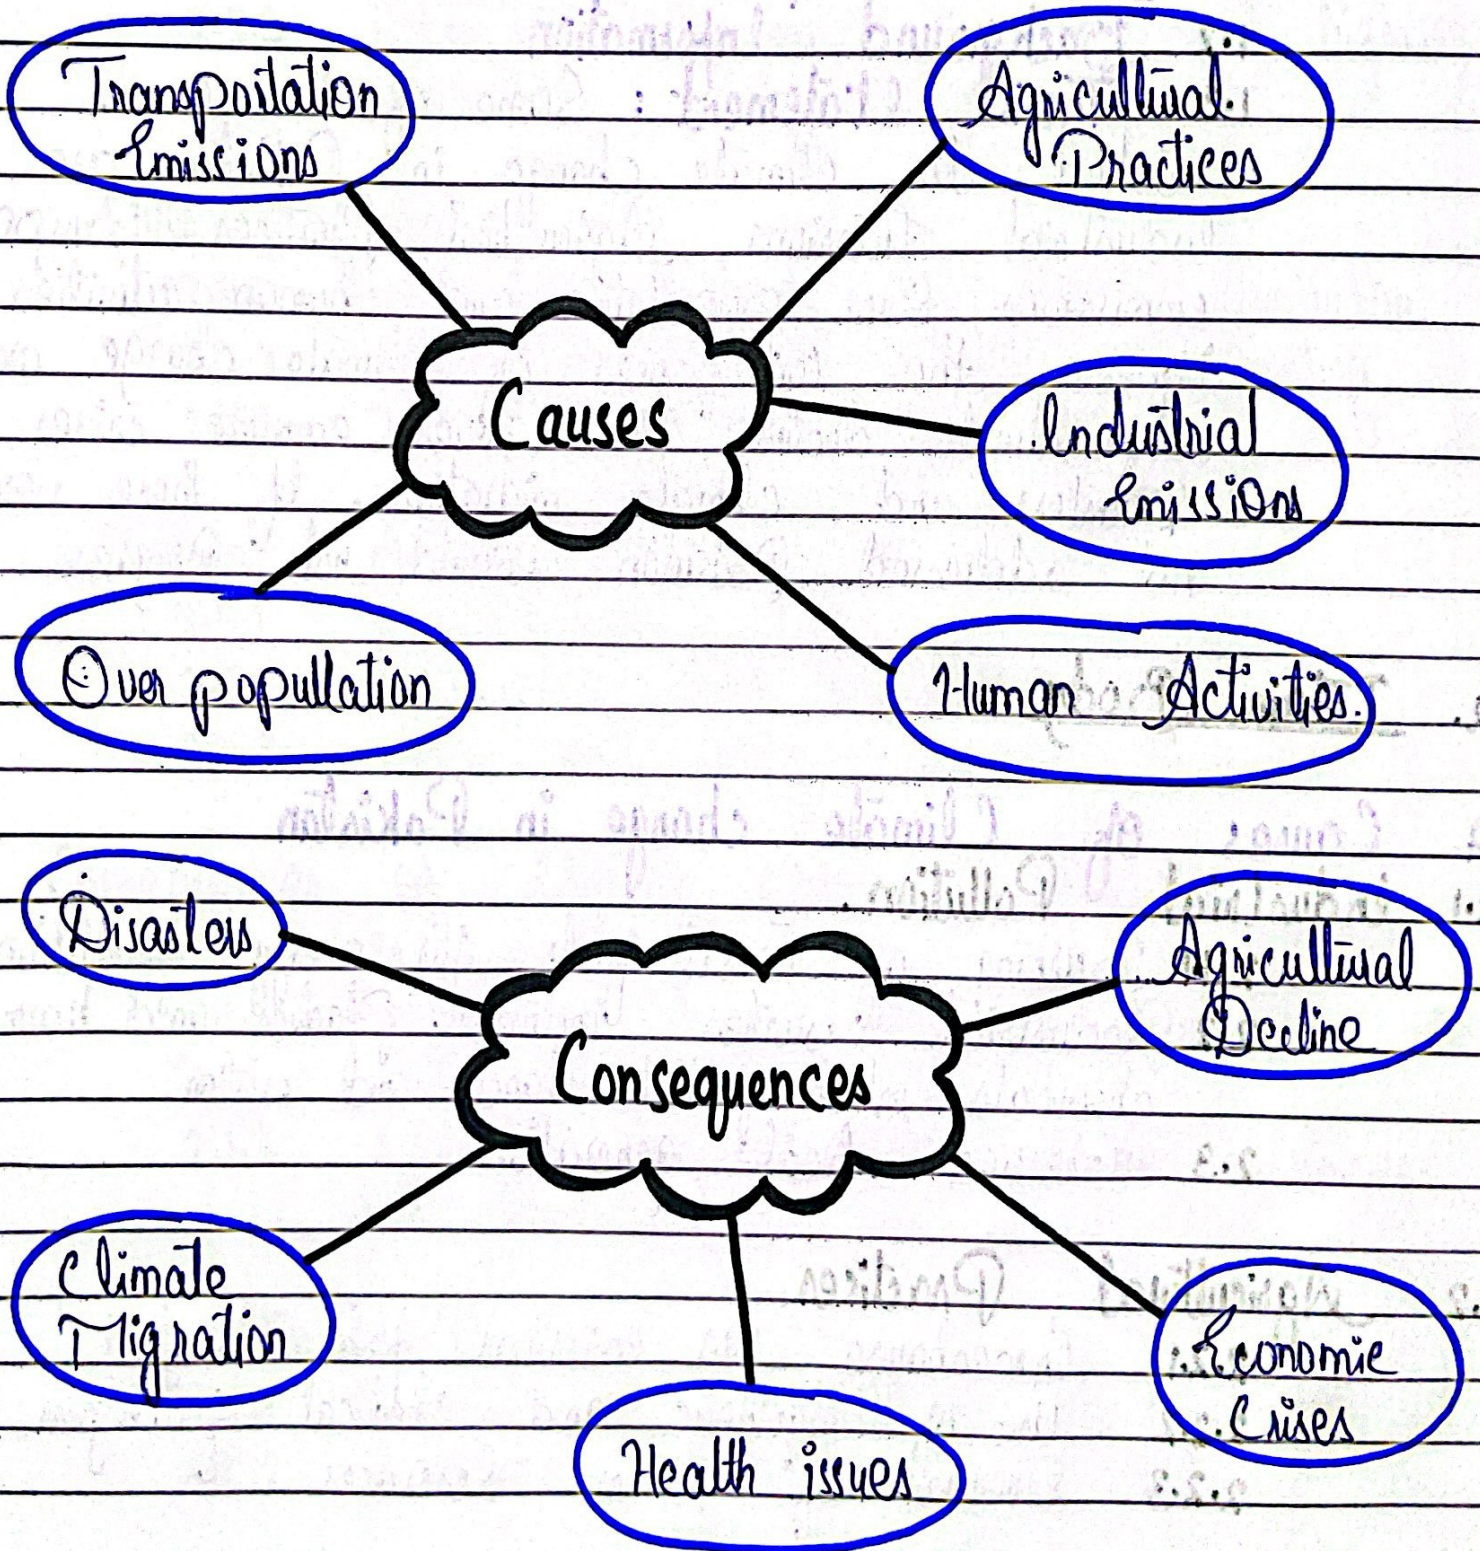 Transportation
Emissions
Agricultural
Practices
Causes
Industrial
Emissions
Over popullation
Human Activities.
Disasters
Agricultural
Decline
Consequences
Climate
Migration
Economic
Crises
Health issues